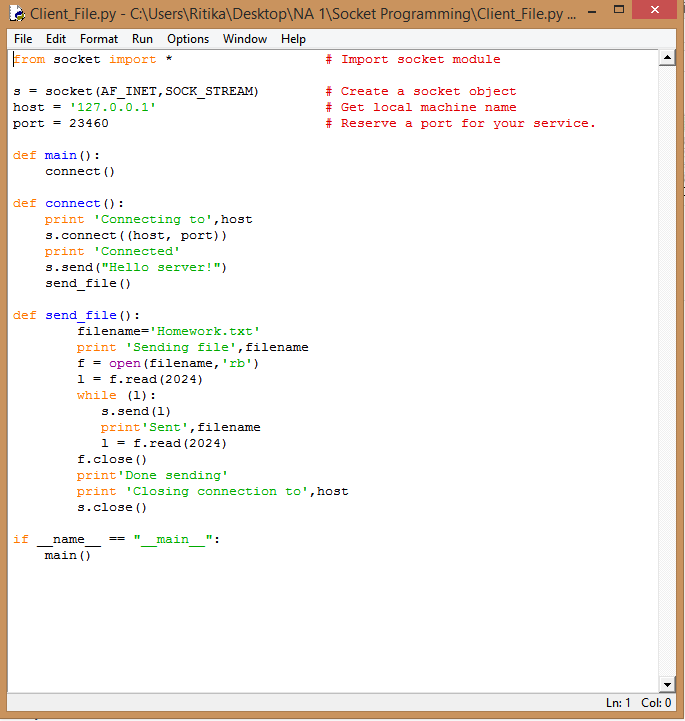 Client_File.py - C:\Users\Ritika\Desktop\NA 1\Socket Programming\Client_File.py ...
File Edit Format Run Options Window Help
from socket import * # Import socket module
s = socket(AF_INET,SOCK_STREAM) # Create a socket object
host = '127.0.0.1' # Get local machine name
port = 23460 # Reserve a port for your service.
def main():
connect()
def connect():
print 'Connecting to',host
s.connect((host, port))
print 'Connected'
s.send("Hello server!")
send_file()
def send_file():
filename='Homework.txt'
print 'Sending file',filename
f = open(filename,'rb')
l = f.read(2024)
while (l):
s.send(l)
print'Sent',filename
l = f.read(2024)
f.close()
print'Done sending'
print 'Closing connection to',host
s.close()
if __name__ == "__main__":
main()
Ln: 1 Col: 0